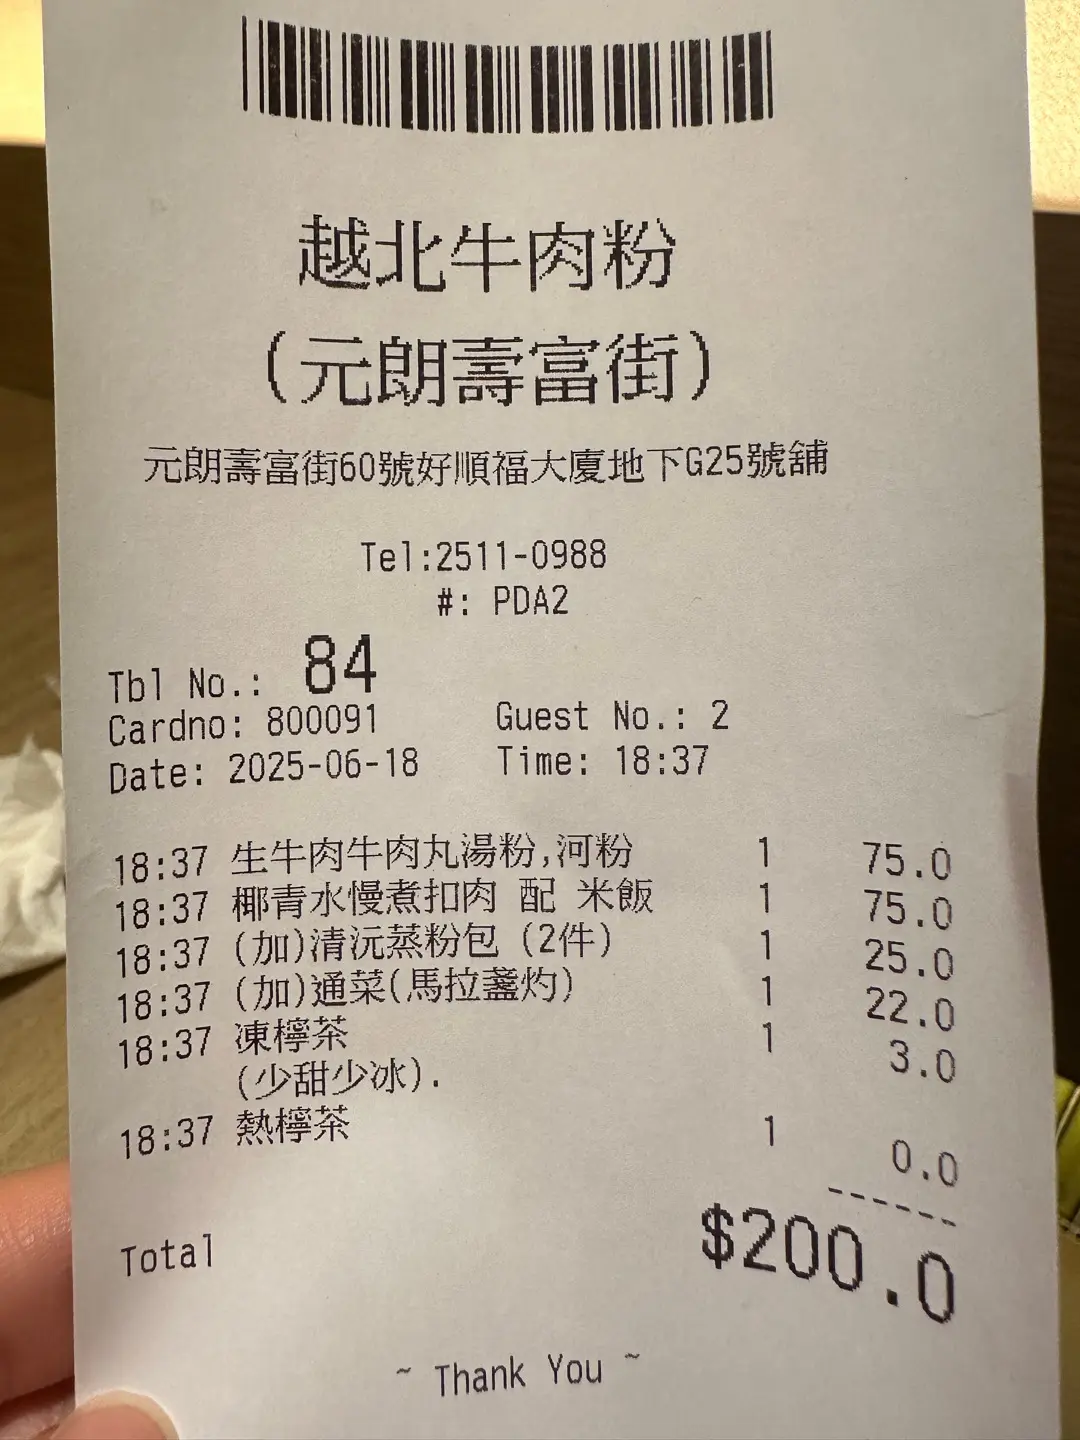 越北牛肉粉
(元朗壽富街)
元朗壽富街60號好順福大廈地下G25號舖
Tel:2511-0988
#: PDA2
Tbl No.: 84
Cardno: 800091 Guest No.: 2
Date: 2025-06-18 Time: 18:37
18:37 生牛肉牛肉丸湯粉,河粉 1 75.0
18:37 椰青水慢煮扣肉 配 米飯 1 75.0
18:37 (加)清沅蒸粉包 (2件) 1 25.0
18:37 (加)通菜(馬拉盞灼) 1 22.0
18:37 凍檸茶 1 3.0
(少甜少冰).
18:37 熱檸茶 1 0.0
Total $200.0
~ Thank You ~